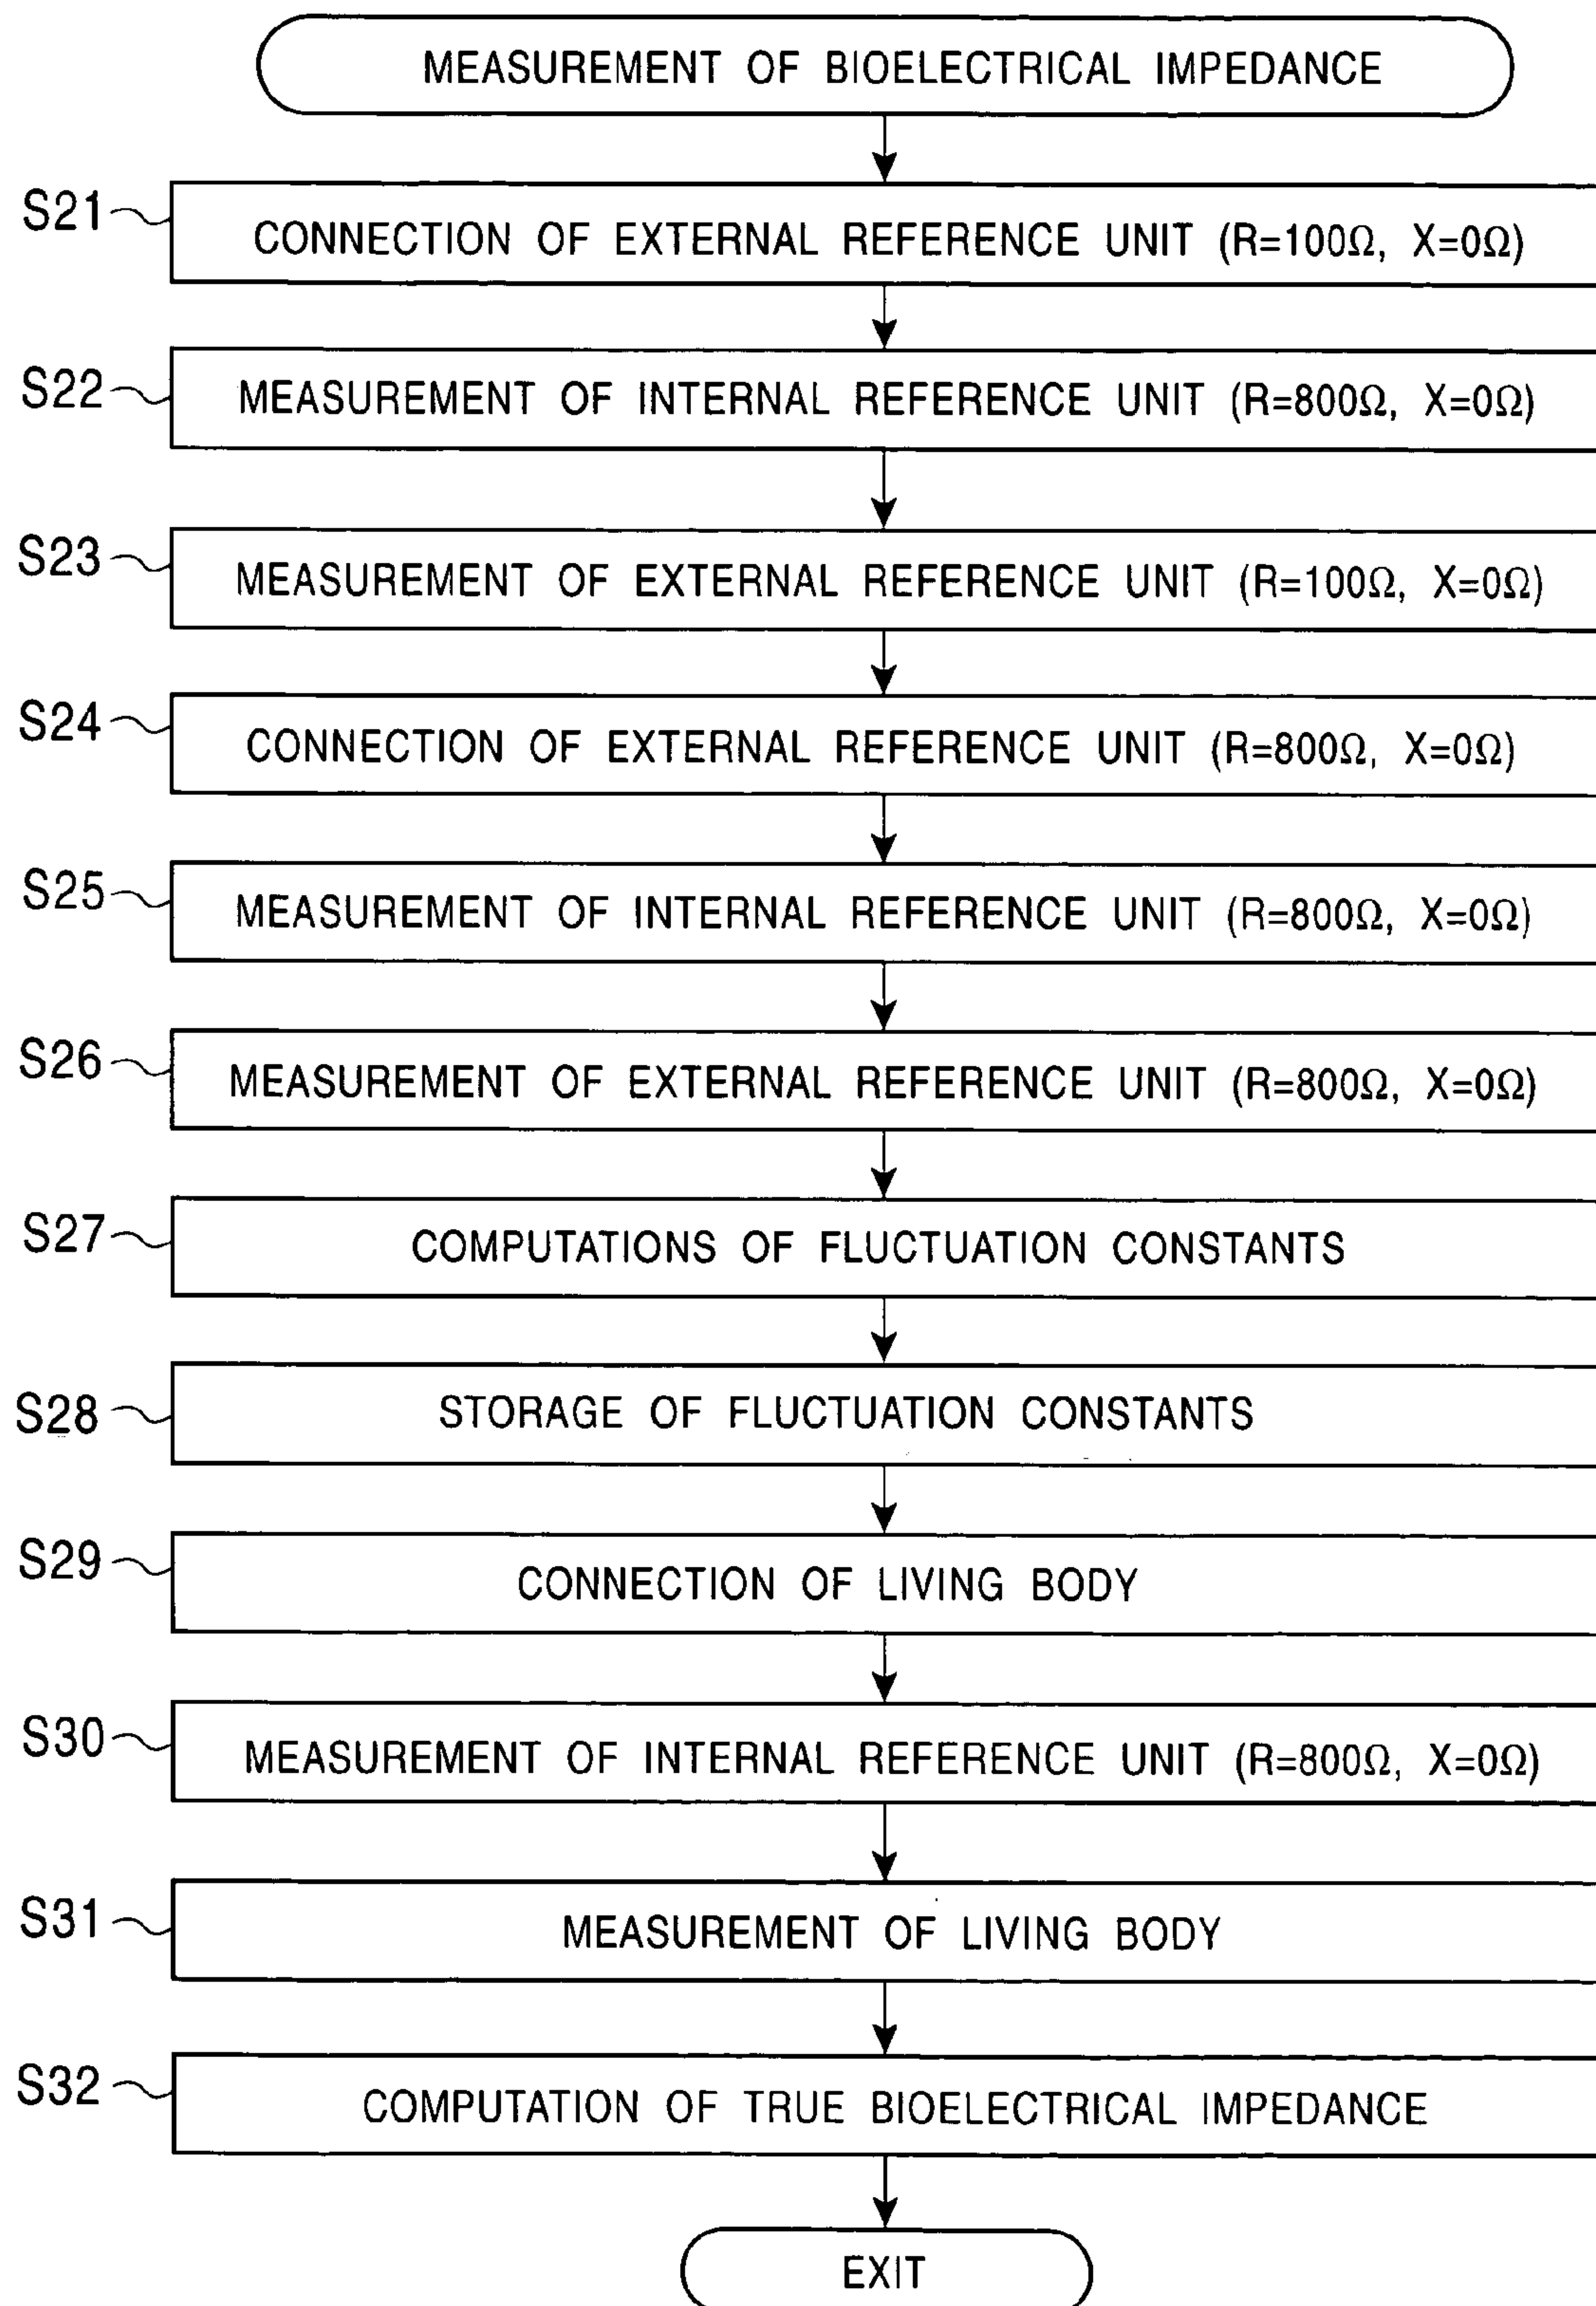 MEASUREMENT OF BIOELECTRICAL IMPEDANCE
S21 CONNECTION OF EXTERNAL REFERENCE UNIT (R=100Ω, X=0Ω)
S22 MEASUREMENT OF INTERNAL REFERENCE UNIT (R=800Ω, X=0Ω)
S23 MEASUREMENT OF EXTERNAL REFERENCE UNIT (R=100Ω, X=0Ω)
S24 CONNECTION OF EXTERNAL REFERENCE UNIT (R=800Ω, X=0Ω)
S25 MEASUREMENT OF INTERNAL REFERENCE UNIT (R=800Ω, X=0Ω)
S26 MEASUREMENT OF EXTERNAL REFERENCE UNIT (R=800Ω, X=0Ω)
S27 COMPUTATIONS OF FLUCTUATION CONSTANTS
S28 STORAGE OF FLUCTUATION CONSTANTS
S29 CONNECTION OF LIVING BODY
S30 MEASUREMENT OF INTERNAL REFERENCE UNIT (R=800Ω, X=0Ω)
S31 MEASUREMENT OF LIVING BODY
S32 COMPUTATION OF TRUE BIOELECTRICAL IMPEDANCE
EXIT